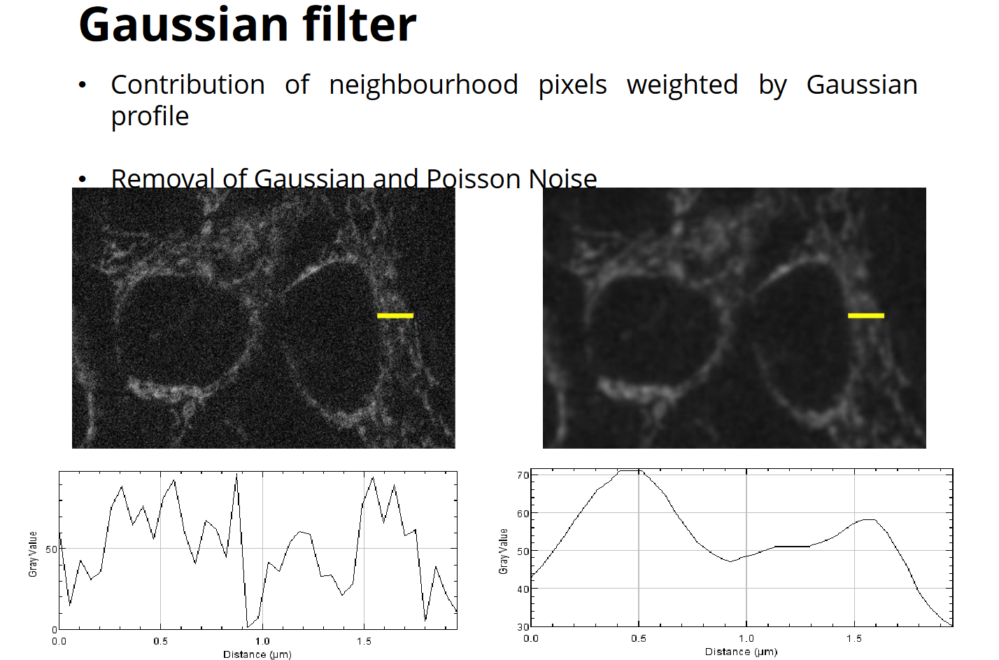 Gaussian filter
• Contribution of neighbourhood pixels weighted by Gaussian
profile
• Removal of Gaussian and Poisson Noise
Gray Value
50
0
0.0 0.5 1.0 1.5
Distance (µm)
Gray Value
70
60
50
40
30
0.0 0.5 1.0 1.5
Distance (µm)